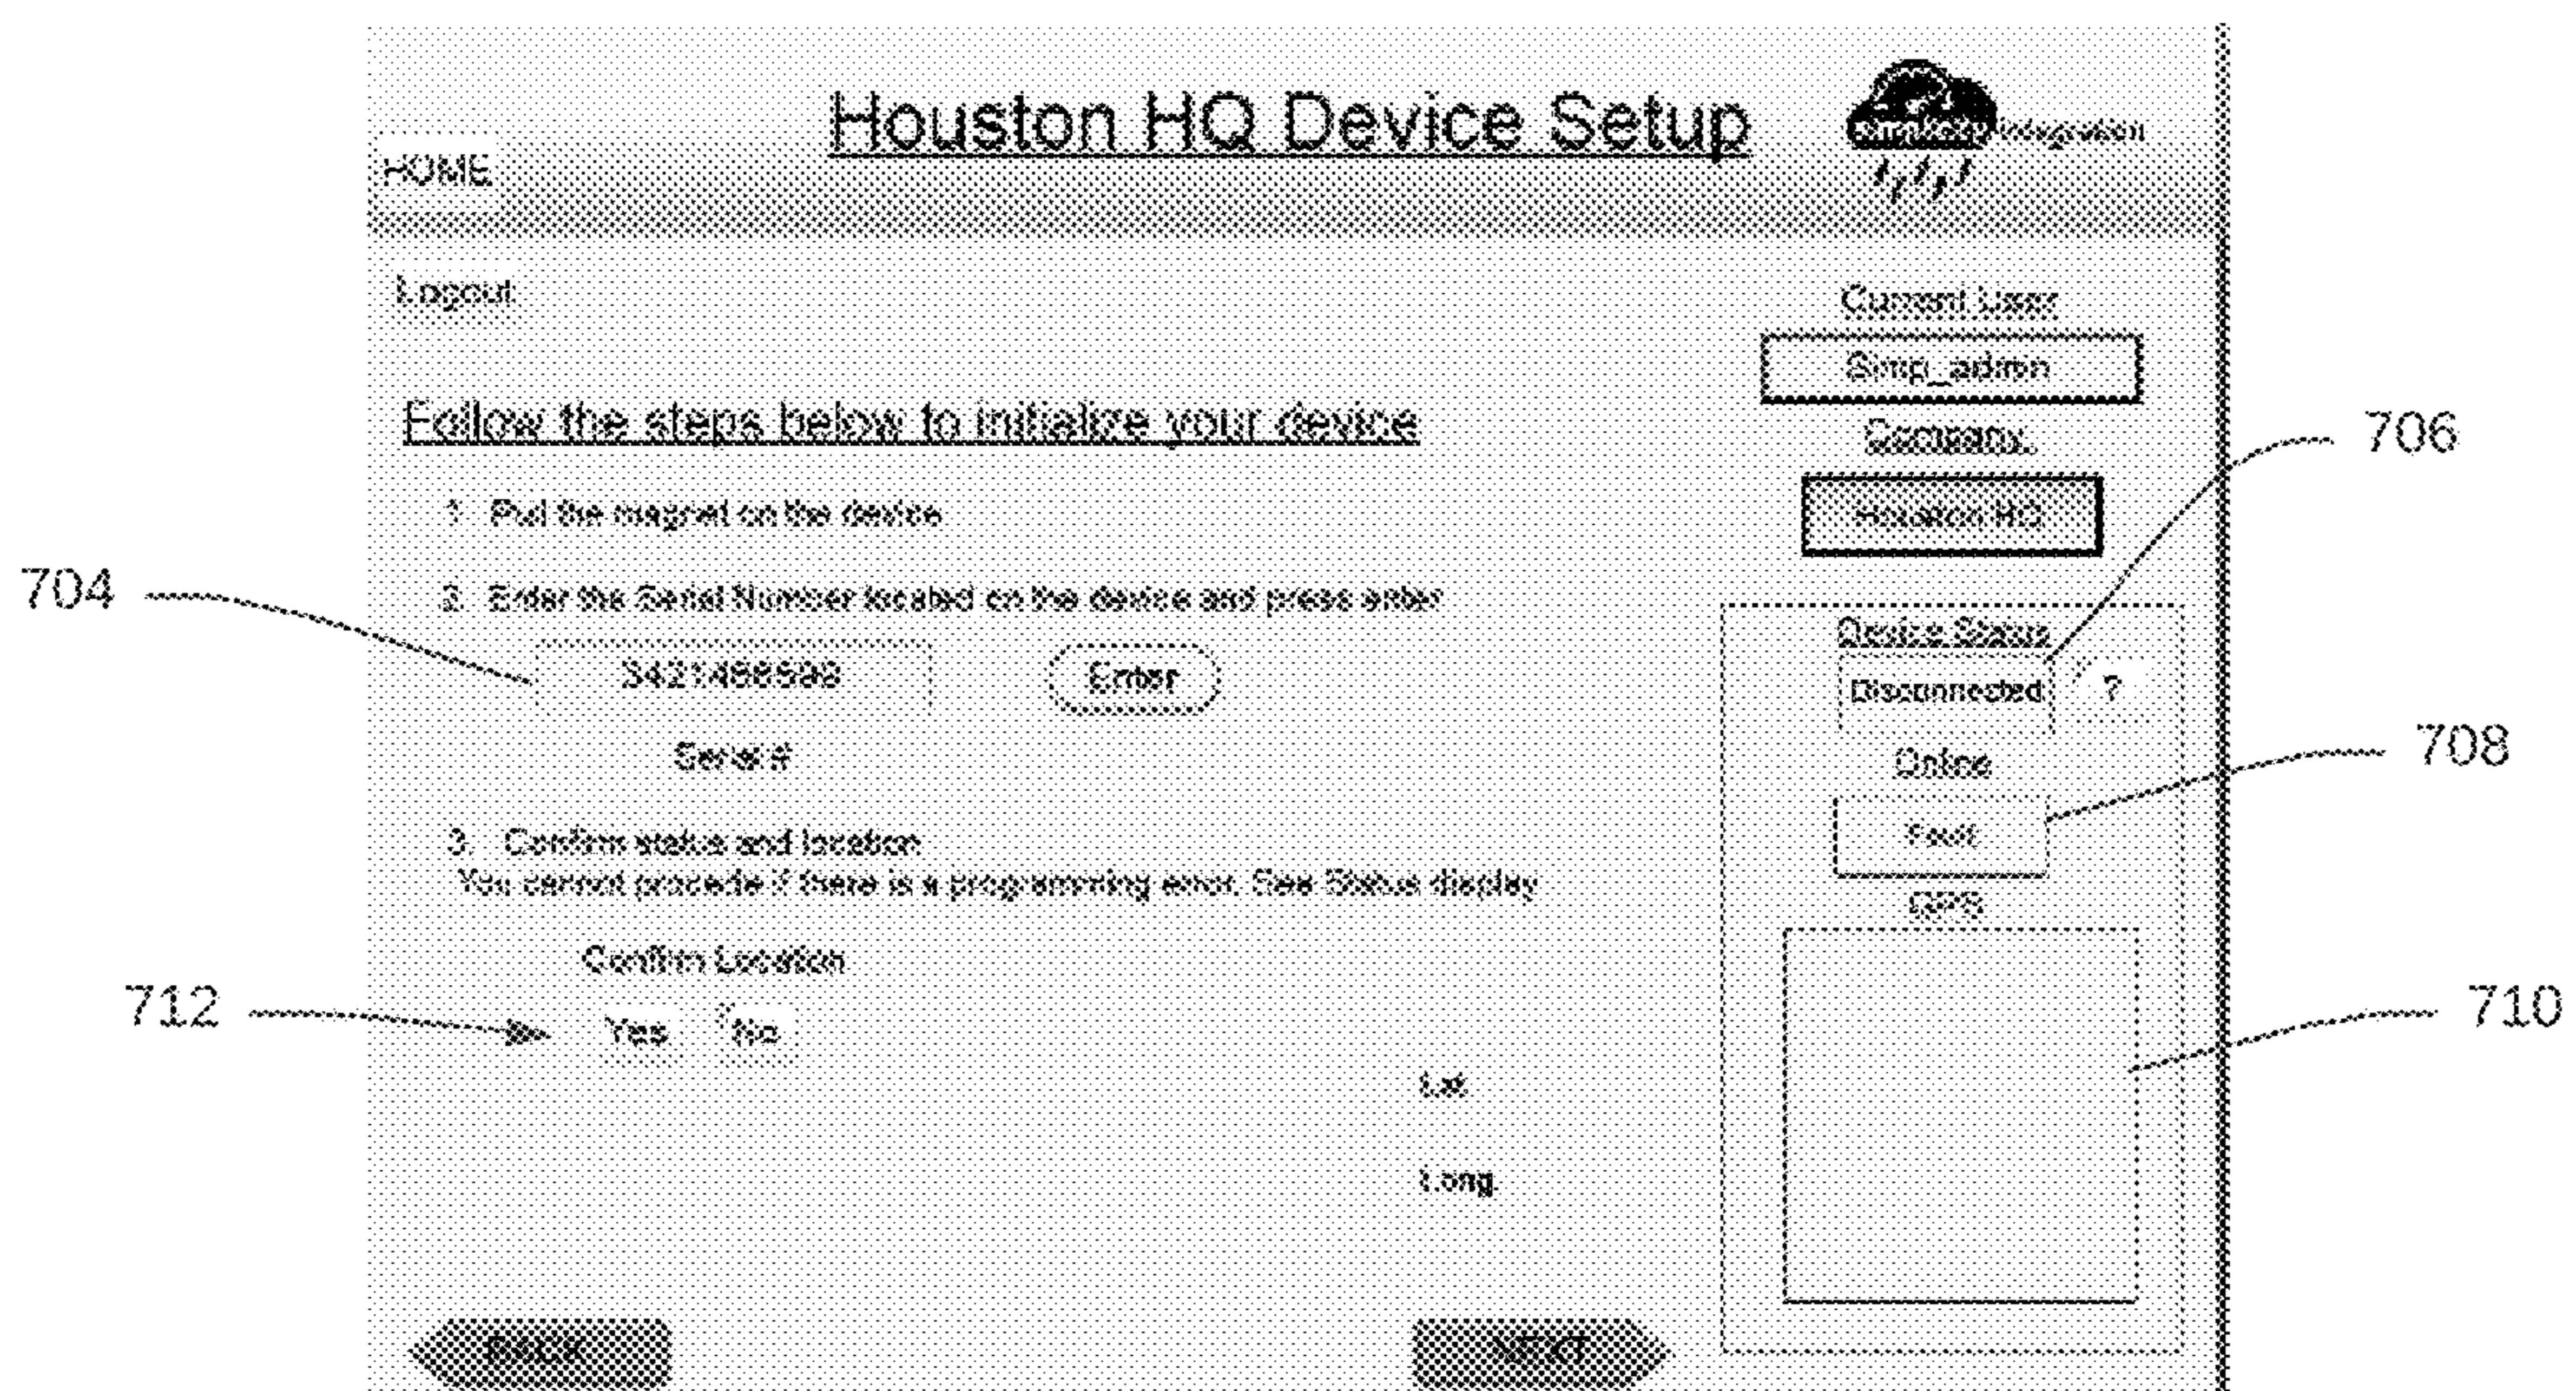 Houston HQ Device Setup
integration
HOME
Logout
Current User
Simp_admin
Company
Houston HQ
706
Follow the steps below to initialize your device
1. Pull the magnet on the device
2. Enter the Serial Number located on the device and press enter
704
Enter
Serial #
Device Status
Disconnected ?
Online
708
Fault
GPS
3. Confirm status and location
You cannot procede if there is a programming error. See Status display
Confirm Location
712
Yes No
710
Lat.
Long.
BACK
NEXT